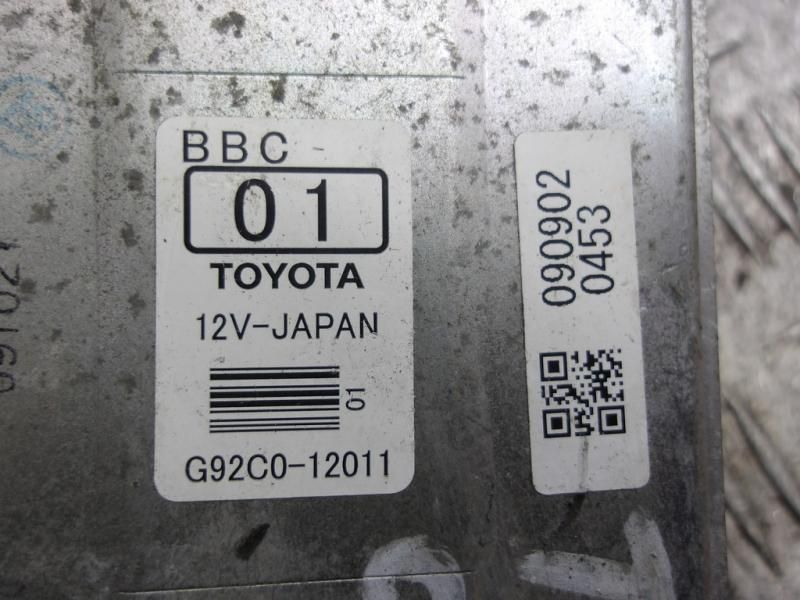 BBC
01
TOYOTA
12V-JAPAN
01
G92C0-12011
090902
0453